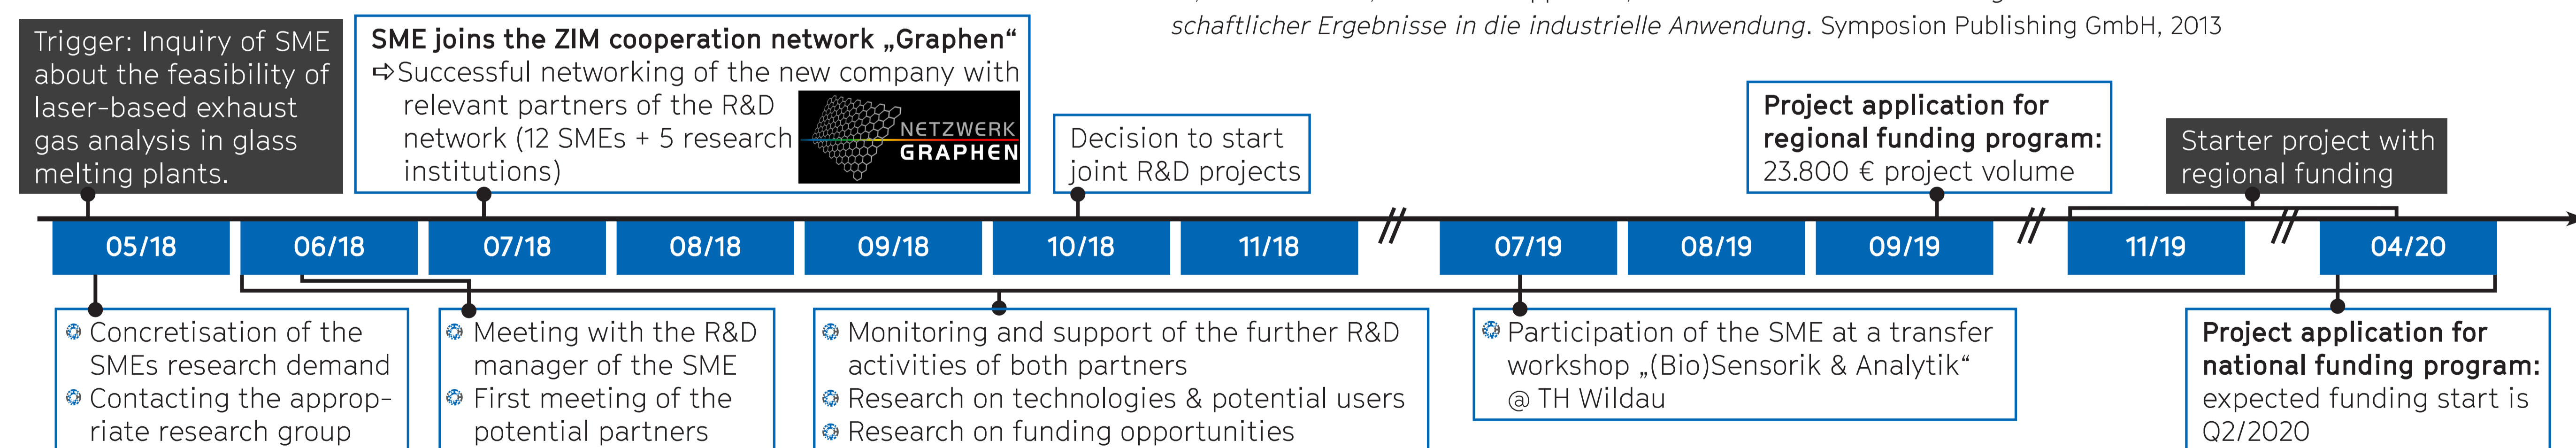 schaftlicher Ergebnisse in die industrielle Anwendung. Symposion Publishing GmbH, 2013
Trigger: Inquiry of SME
about the feasibility of
laser-based exhaust
gas analysis in glass
melting plants.
SME joins the ZIM cooperation network „Graphen“
⇨Successful networking of the new company with
relevant partners of the R&D
network (12 SMEs + 5 research
institutions)
NETZWERK
GRAPHEN
Decision to start
joint R&D projects
Project application for
regional funding program:
23.800 € project volume
Starter project with
regional funding
05/18
06/18
07/18
08/18
09/18
10/18
11/18
07/19
08/19
09/19
11/19
04/20
Concretisation of the
SMEs research demand
Contacting the approp-
riate research group
Meeting with the R&D
manager of the SME
First meeting of the
potential partners
Monitoring and support of the further R&D
activities of both partners
Research on technologies & potential users
Research on funding opportunities
Participation of the SME at a transfer
workshop „(Bio)Sensorik & Analytik“
@ TH Wildau
Project application for
national funding program:
expected funding start is
Q2/2020